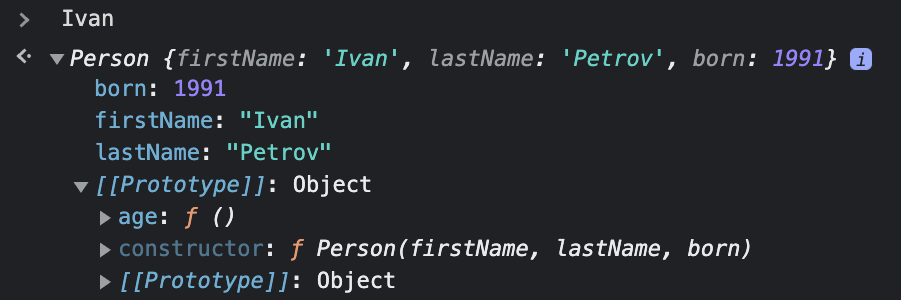 > Ivan
<· ▼Person {firstName: 'Ivan', lastName: 'Petrov', born: 1991} i
born: 1991
firstName: "Ivan"
lastName: "Petrov"
▼[[Prototype]]: Object
▶age: ƒ ()
▶constructor: ƒ Person(firstName, lastName, born)
▶[[Prototype]]: Object